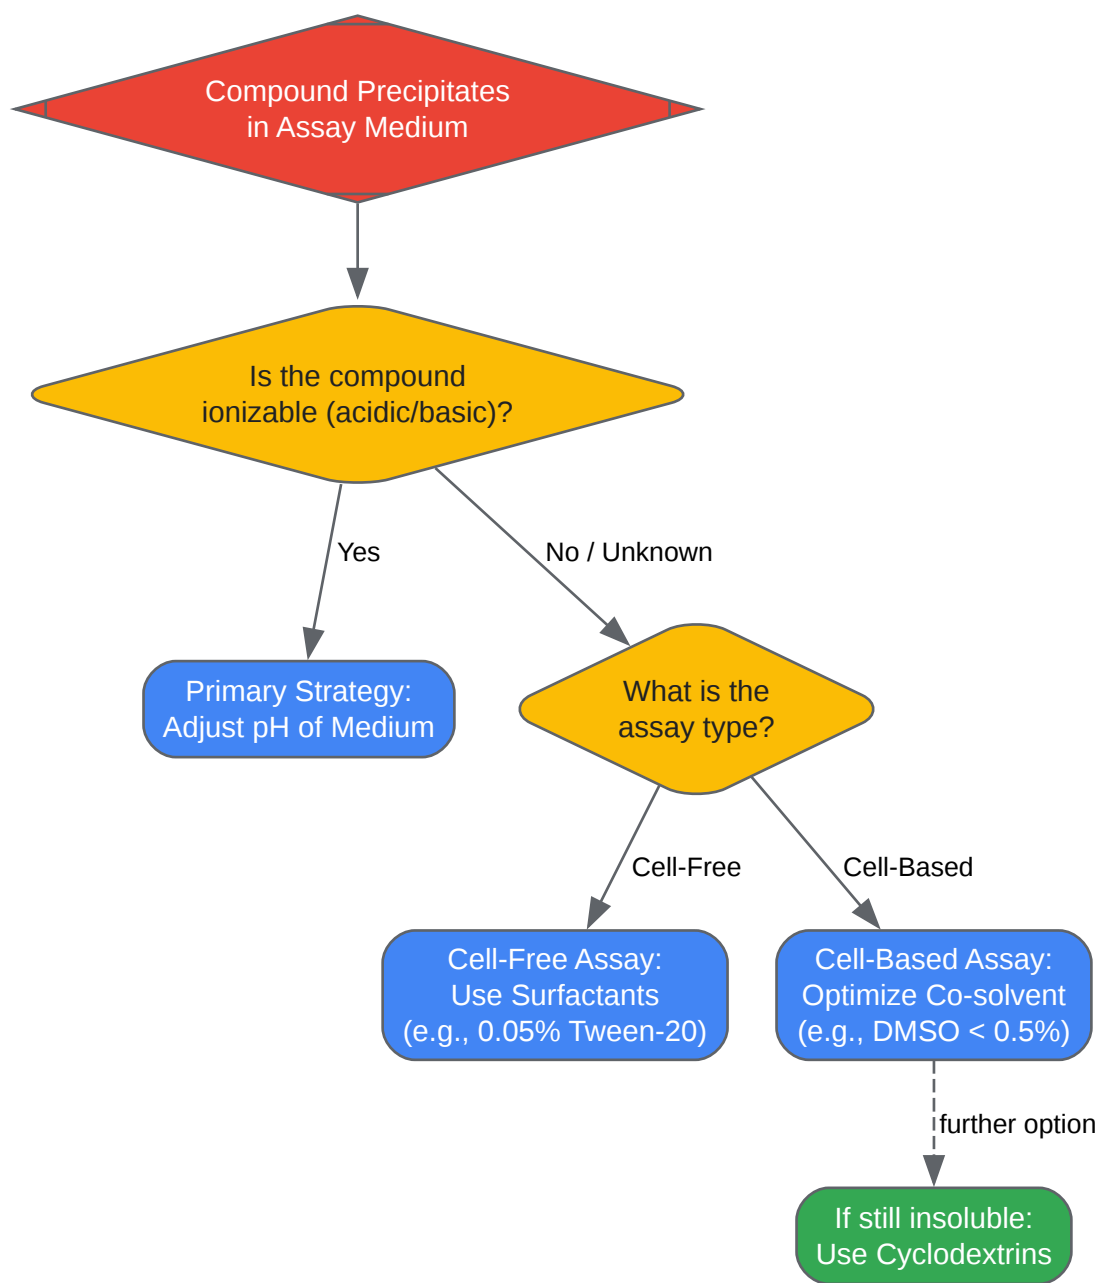 Compound Precipitates
in Assay Medium
Is the compound
ionizable (acidic/basic)?
Yes
No / Unknown
Primary Strategy:
Adjust pH of Medium
What is the
assay type?
Cell-Free
Cell-Based
Cell-Free Assay:
Use Surfactants
(e.g., 0.05% Tween-20)
Cell-Based Assay:
Optimize Co-solvent
(e.g., DMSO < 0.5%)
further option
If still insoluble:
Use Cyclodextrins